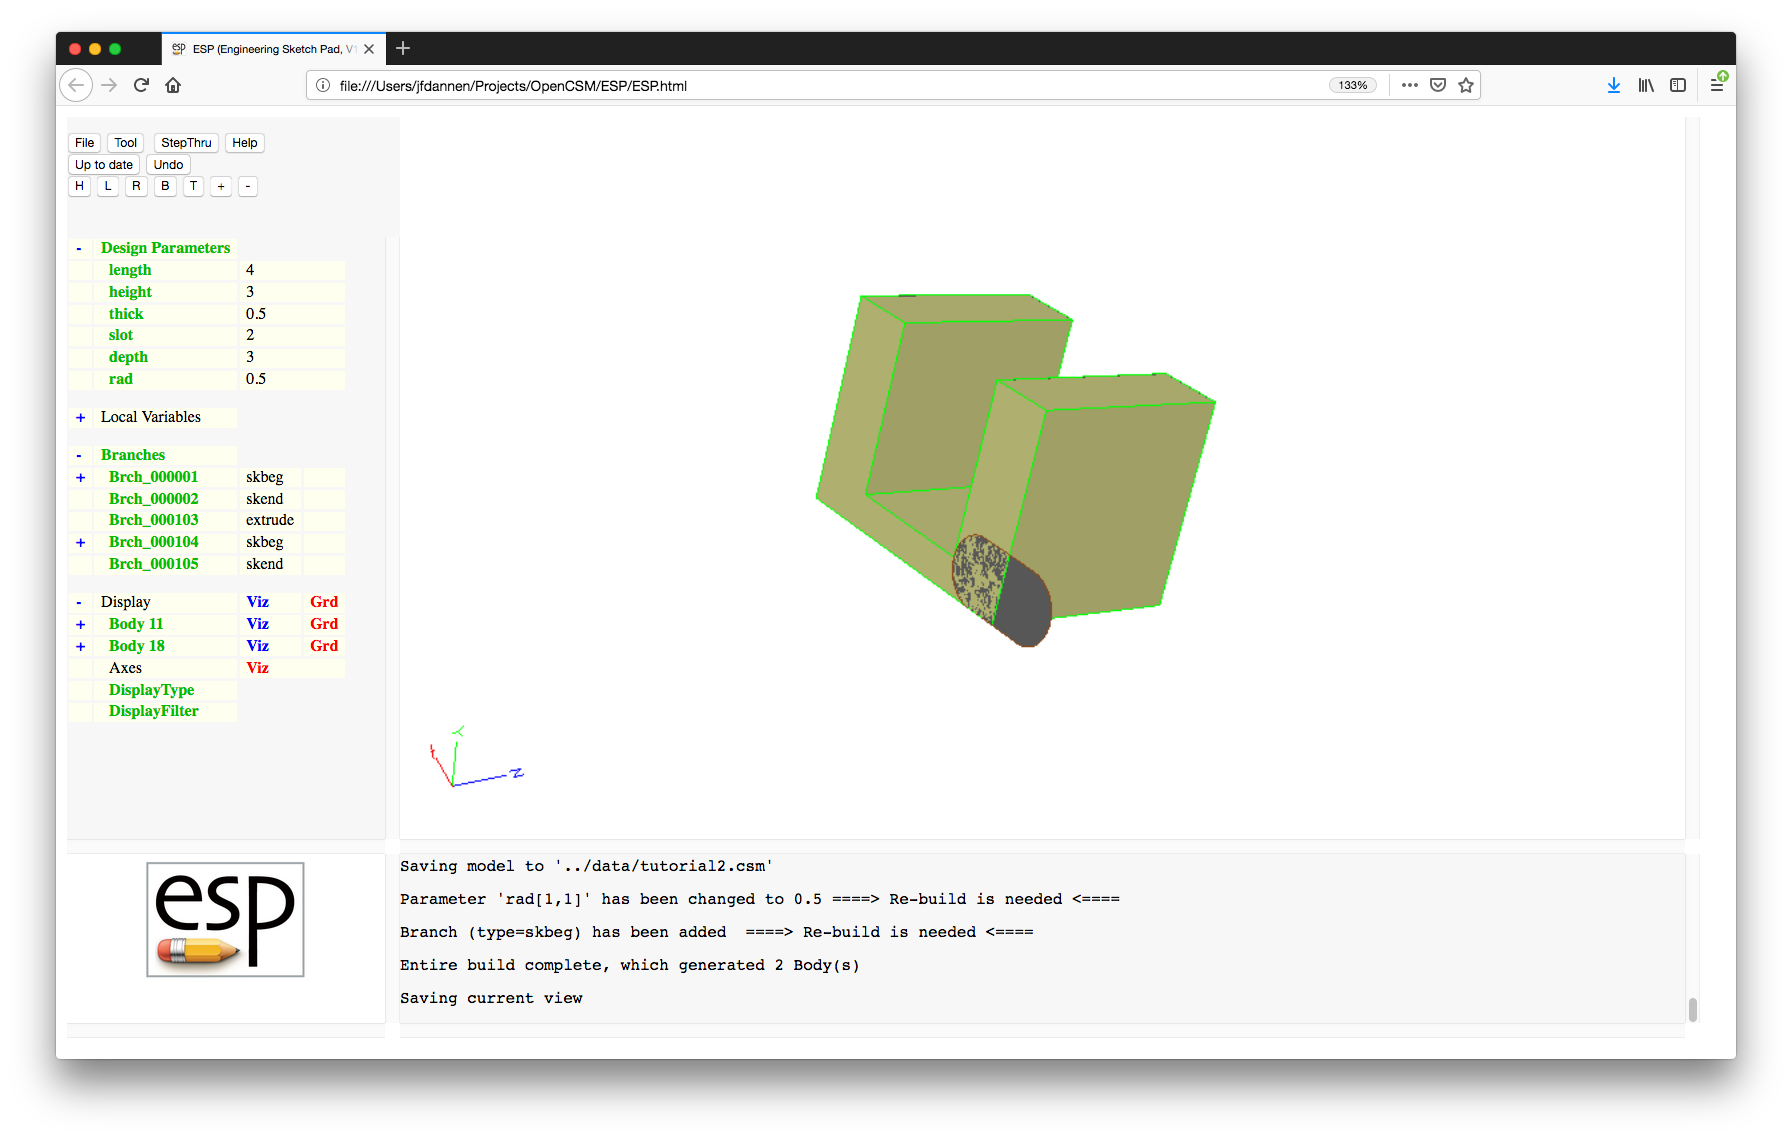 esp ESP (Engineering Sketch Pad, V1
file:///Users/jfdannen/Projects/OpenCSM/ESP/ESP.html 133%
File Tool StepThru Help
Up to date Undo
H L R B T + -
- Design Parameters
length 4
height 3
thick 0.5
slot 2
depth 3
rad 0.5
+ Local Variables
- Branches
+ Brch_000001 skbeg
Brch_000002 skend
Brch_000103 extrude
+ Brch_000104 skbeg
Brch_000105 skend
- Display Viz Grd
+ Body 11 Viz Grd
+ Body 18 Viz Grd
Axes Viz
DisplayType
DisplayFilter
Y
Z
esp
Saving model to '../data/tutorial2.csm'
Parameter 'rad[1,1]' has been changed to 0.5 ====> Re-build is needed <====
Branch (type=skbeg) has been added  ====> Re-build is needed <====
Entire build complete, which generated 2 Body(s)
Saving current view